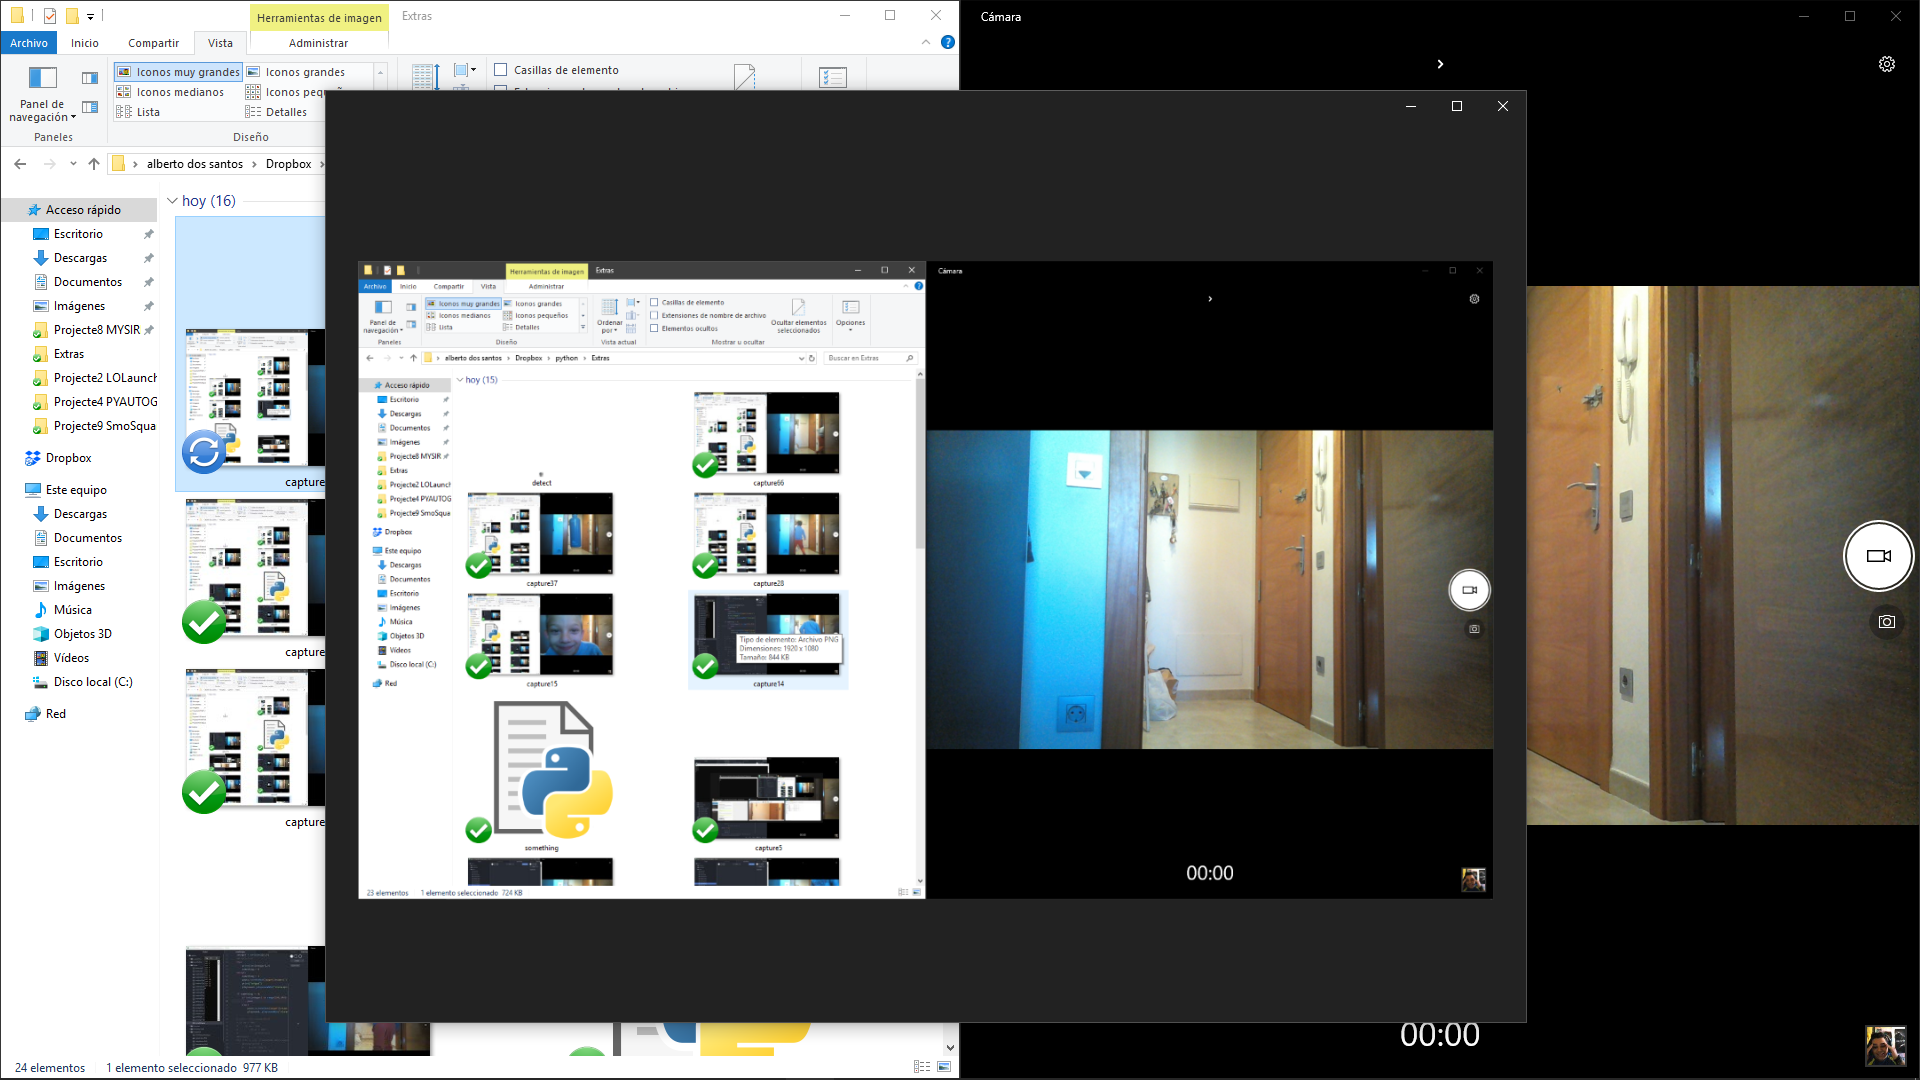 Herramientas de imagen
Extras
Archivo
Inicio
Compartir
Vista
Administrar
Panel de navegación
Iconos muy grandes
Iconos grandes
Iconos medianos
Lista
Detalles
Casillas de elemento
Paneles
Diseño
alberto dos santos
Dropbox
hoy (16)
Acceso rápido
Escritorio
Descargas
Documentos
Imágenes
Projecte8 MYSIR
Extras
Projecte2 LOLaunch
Projecte4 PYAUTOG
Projecte9 SmoSqua
Dropbox
Este equipo
Descargas
Documentos
Escritorio
Imágenes
Música
Objetos 3D
Vídeos
Disco local (C:)
Red
capture
capture
capture
24 elementos
1 elemento seleccionado 977 KB
Herramientas de imagen
Extras
Archivo
Inicio
Compartir
Vista
Administrar
Panel de navegación
Iconos muy grandes
Iconos grandes
Iconos medianos
Iconos pequeños
Lista
Detalles
Ordenar por
Casillas de elemento
Extensiones de nombre de archivo
Elementos ocultos
Ocultar elementos seleccionados
Opciones
Paneles
Diseño
Vista actual
Mostrar u ocultar
alberto dos santos
Dropbox
python
Extras
Buscar en Extras
hoy (15)
Acceso rápido
Escritorio
Descargas
Documentos
Imágenes
Projecte8 MYSIR
Extras
Projecte2 LOLaunch
Projecte4 PYAUTOG
Projecte9 SmoSqua
Dropbox
Este equipo
Descargas
Documentos
Escritorio
Imágenes
Música
Objetos 3D
Vídeos
Disco local (C:)
Red
detect
capture66
capture37
capture28
Tipo de elemento: Archivo PNG
Dimensiones: 1920 x 1080
Tamaño: 844 KB
capture15
capture14
something
capture5
23 elementos
1 elemento seleccionado 724 KB
Cámara
00:00
Cámara
00:00